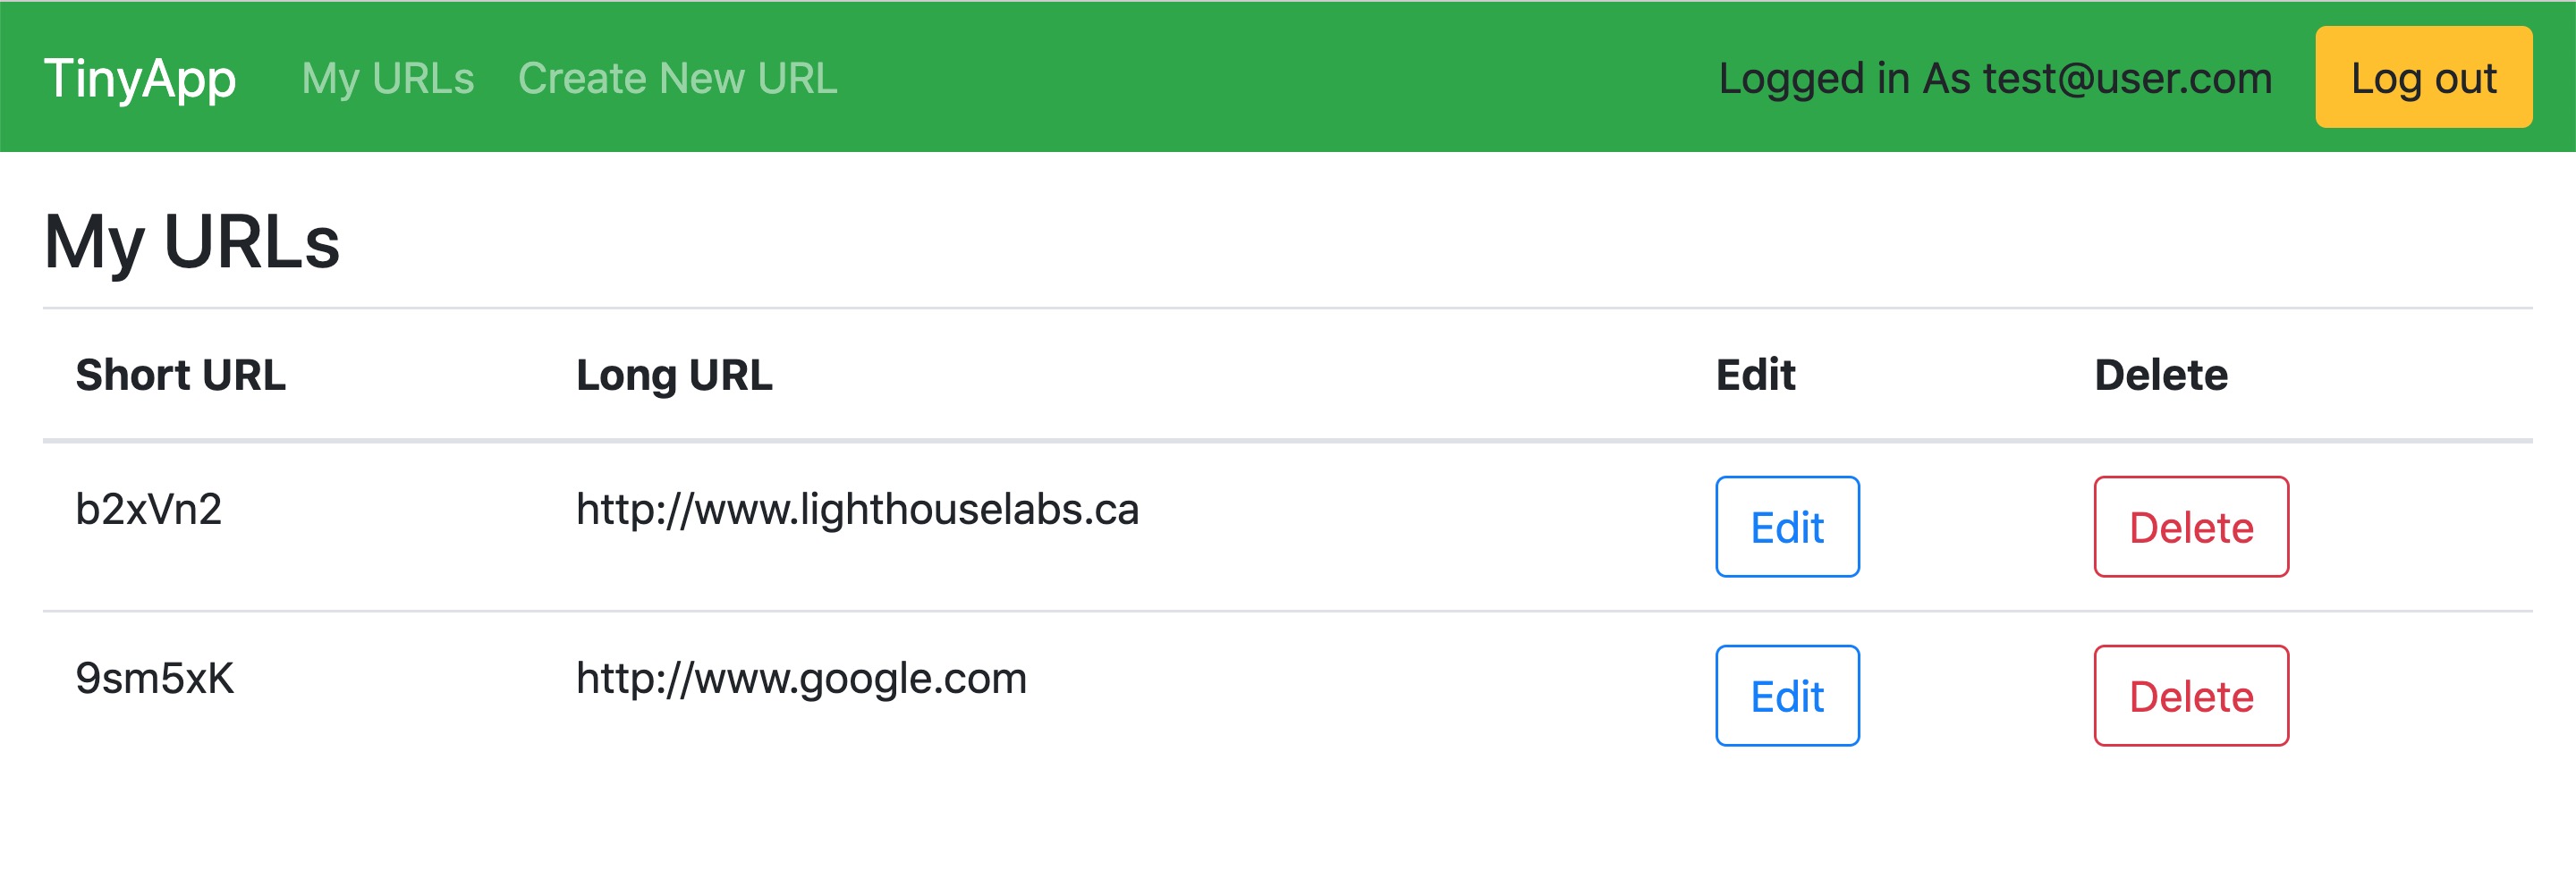 TinyApp My URLs Create New URL Logged in As test@user.com Log out
My URLs
Short URL Long URL Edit Delete
b2xVn2 http://www.lighthouselabs.ca Edit Delete
9sm5xK http://www.google.com Edit Delete